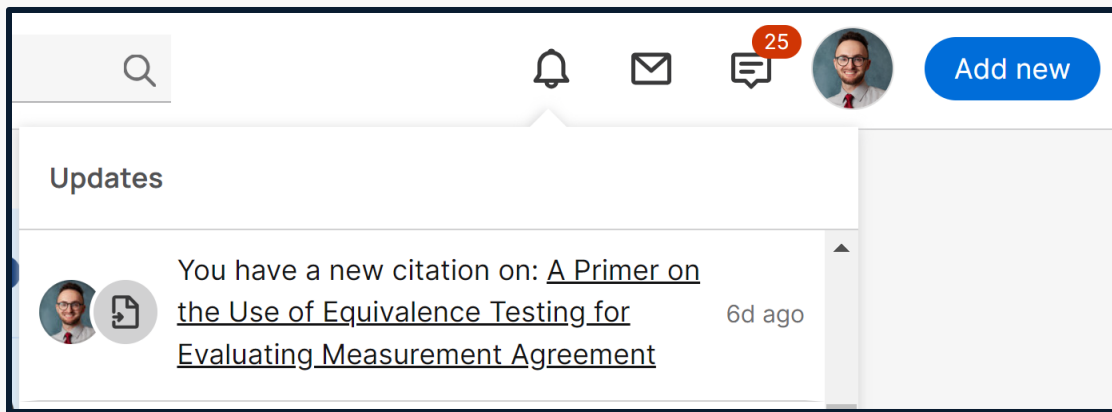 25
Add new
Updates
You have a new citation on: A Primer on
the Use of Equivalence Testing for
Evaluating Measurement Agreement
6d ago